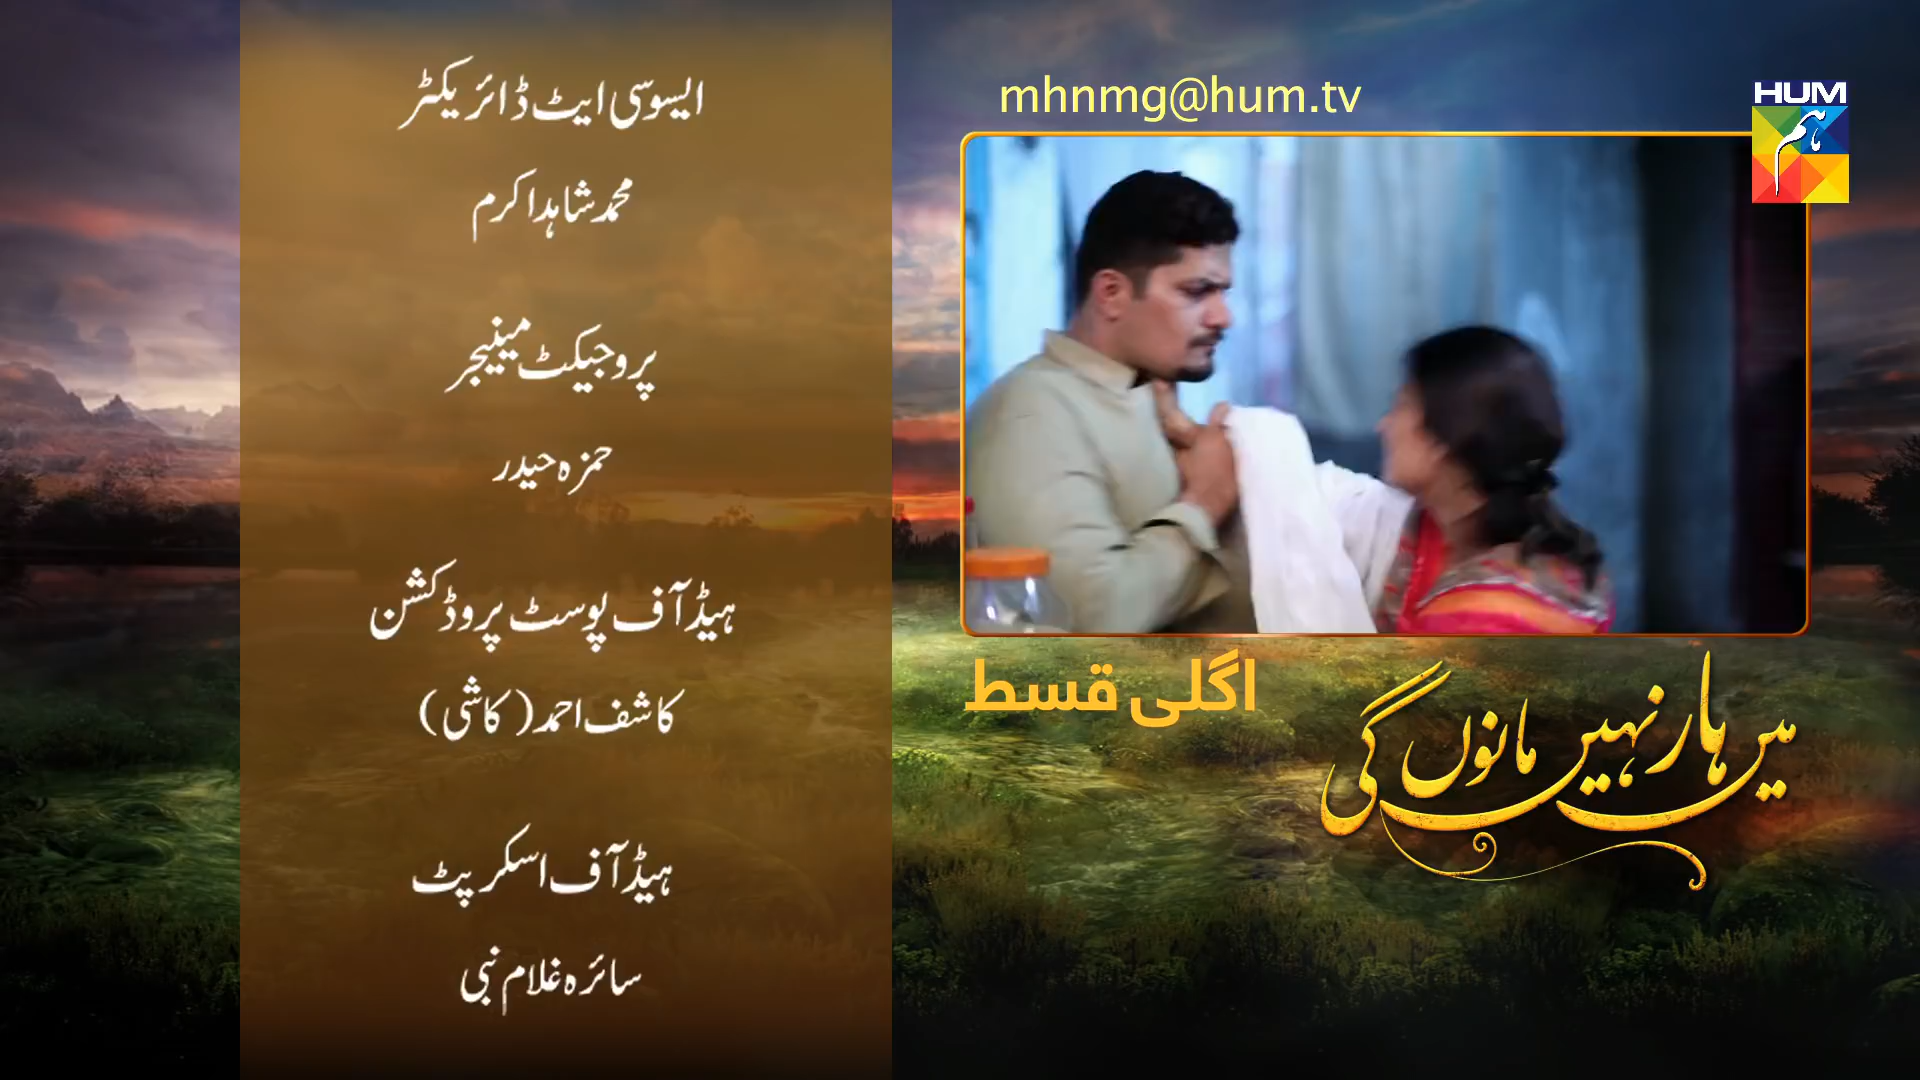 ایسوسی ایٹ ڈائریکٹر
محمد شاہد اکرم
پروجیکٹ مینیجر
حمزہ حیدر
ہیڈ آف پوسٹ پروڈکشن
کاشف احمد (کاشی)
ہیڈ آف اسکرپٹ
سائرہ غلام نبی
mhnmg@hum.tv
HUM
ہم
اگلی قسط
میں ہار نہیں مانوں گی